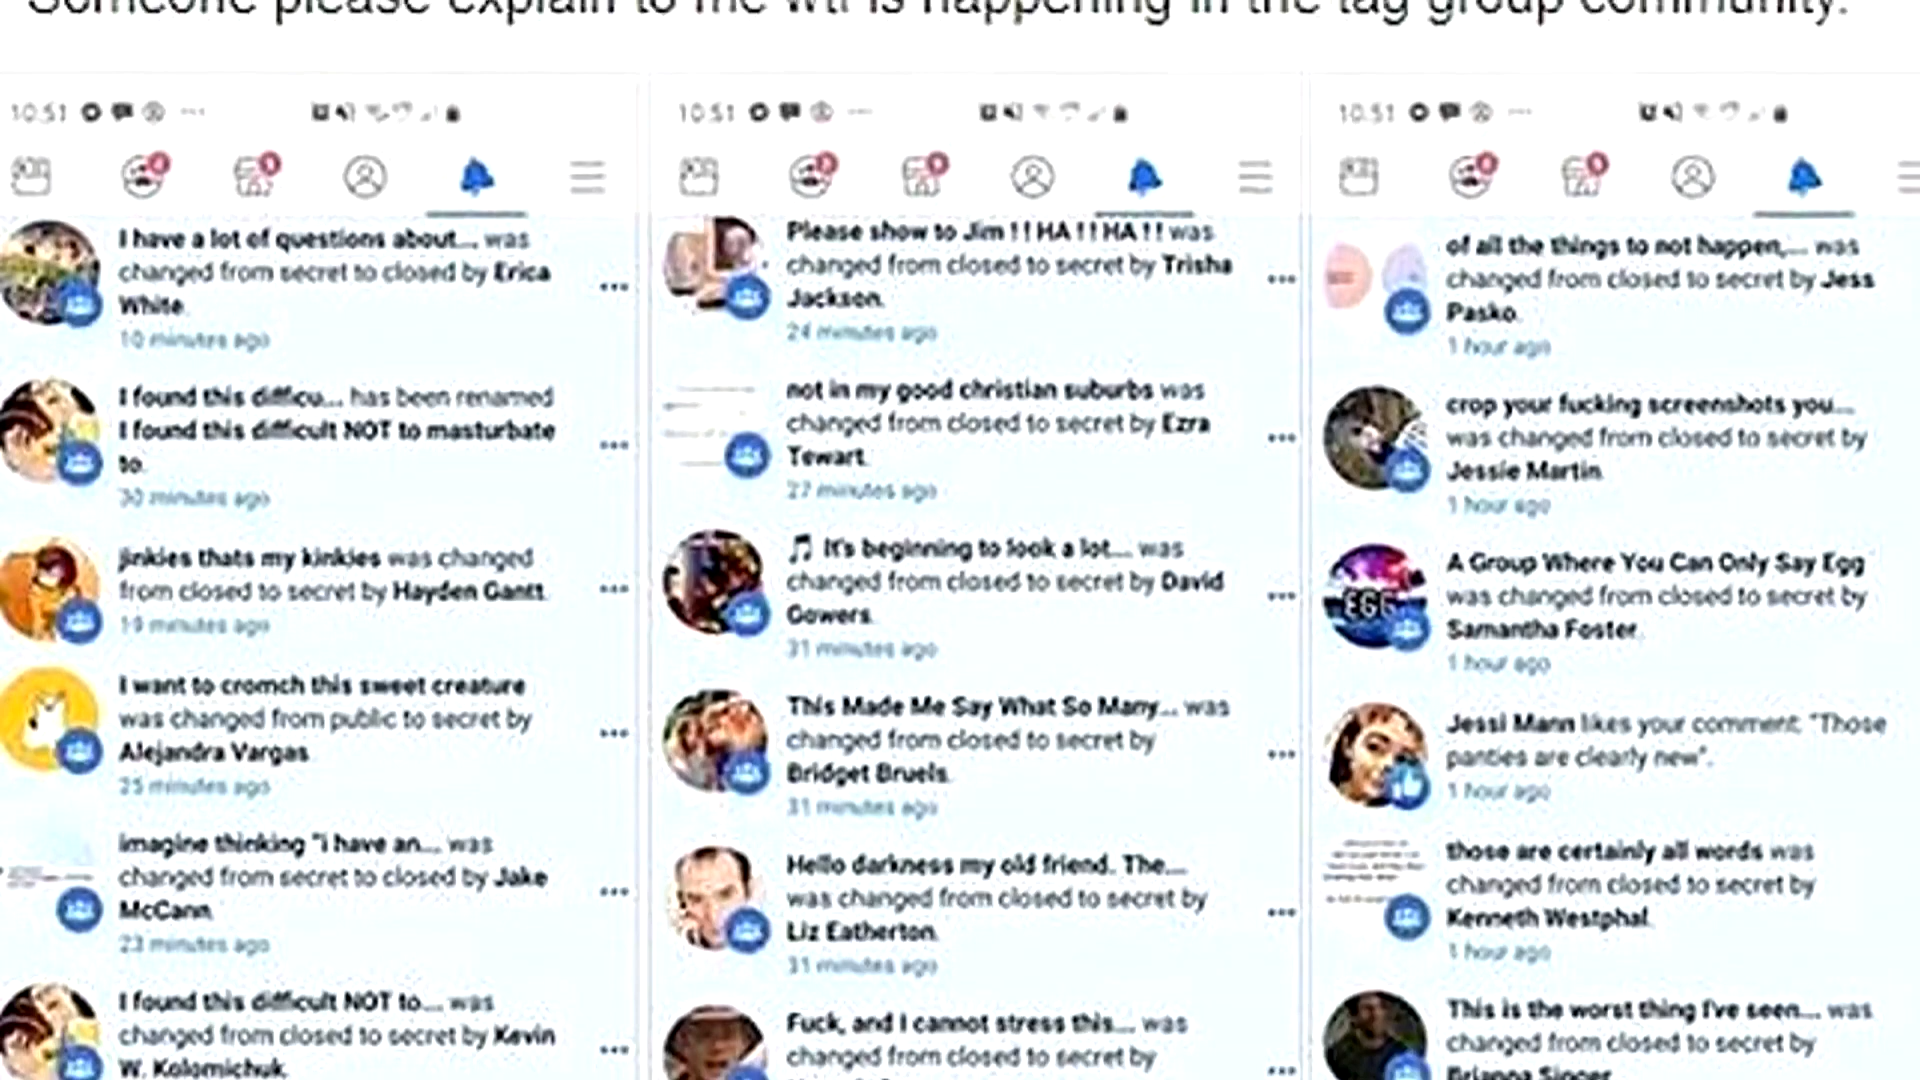 Someone please explain to me wtf is happening in the tag group community.
10:51
I have a lot of questions about.... was
changed from secret to closed by Erica
White.
10 minutes ago
I found this difficu... has been renamed
I found this difficult NOT to masturbate
to.
30 minutes ago
jinkies thats my kinkies was changed
from closed to secret by Hayden Gantt.
19 minutes ago
I want to cromch this sweet creature
was changed from public to secret by
Alejandra Vargas.
25 minutes ago
imagine thinking "i have an... was
changed from secret to closed by Jake
McCann.
23 minutes ago
I found this difficult NOT to.... was
changed from closed to secret by Kevin
W. Kolomichuk.
10:51
Please show to Jim ! ! HA ! ! HA ! ! was
changed from closed to secret by Trisha
Jackson.
24 minutes ago
not in my good christian suburbs was
changed from closed to secret by Ezra
Tewart.
27 minutes ago
🎵 It's beginning to look a lot.... was
changed from closed to secret by David
Gowers.
31 minutes ago
This Made Me Say What So Many... was
changed from closed to secret by
Bridget Bruels.
31 minutes ago
Hello darkness my old friend. The....
was changed from closed to secret by
Liz Eatherton.
31 minutes ago
Fuck, and I cannot stress this.... was
changed from closed to secret by
10:51
of all the things to not happen,.... was
changed from closed to secret by Jess
Pasko.
1 hour ago
crop your fucking screenshots you....
was changed from closed to secret by
Jessie Martin.
1 hour ago
A Group Where You Can Only Say Egg
was changed from closed to secret by
Samantha Foster.
1 hour ago
EGG
Jessi Mann likes your comment: "Those
panties are clearly new".
1 hour ago
those are certainly all words was
changed from closed to secret by
Kenneth Westphal.
1 hour ago
This is the worst thing I've seen.... was
changed from closed to secret by
Brianna Singer